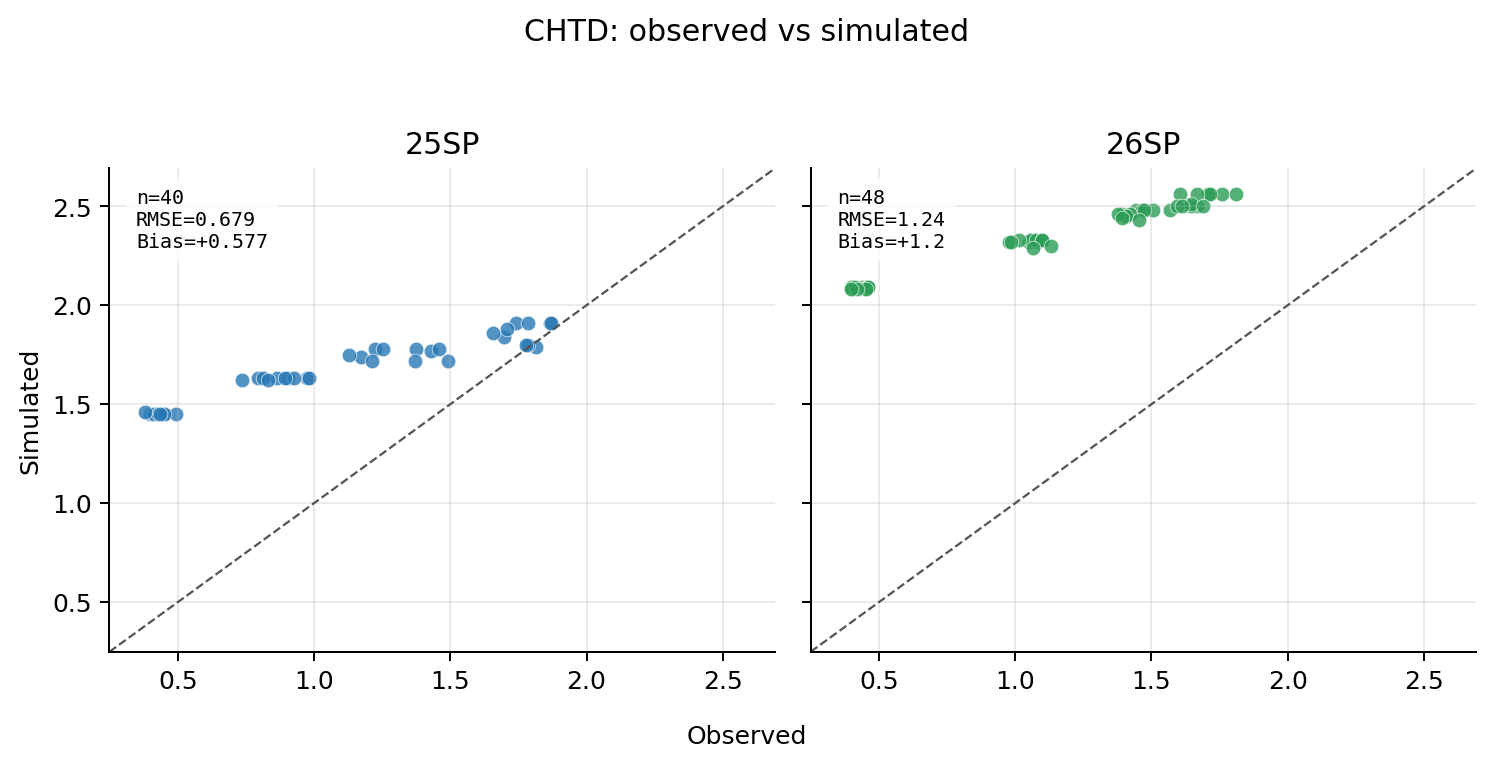 CHTD: observed vs simulated
25SP
26SP
n=40
RMSE=0.679
Bias=+0.577
n=48
RMSE=1.24
Bias=+1.2
2.5
2.0
1.5
1.0
0.5
Simulated
0.5 1.0 1.5 2.0 2.5
0.5 1.0 1.5 2.0 2.5
Observed